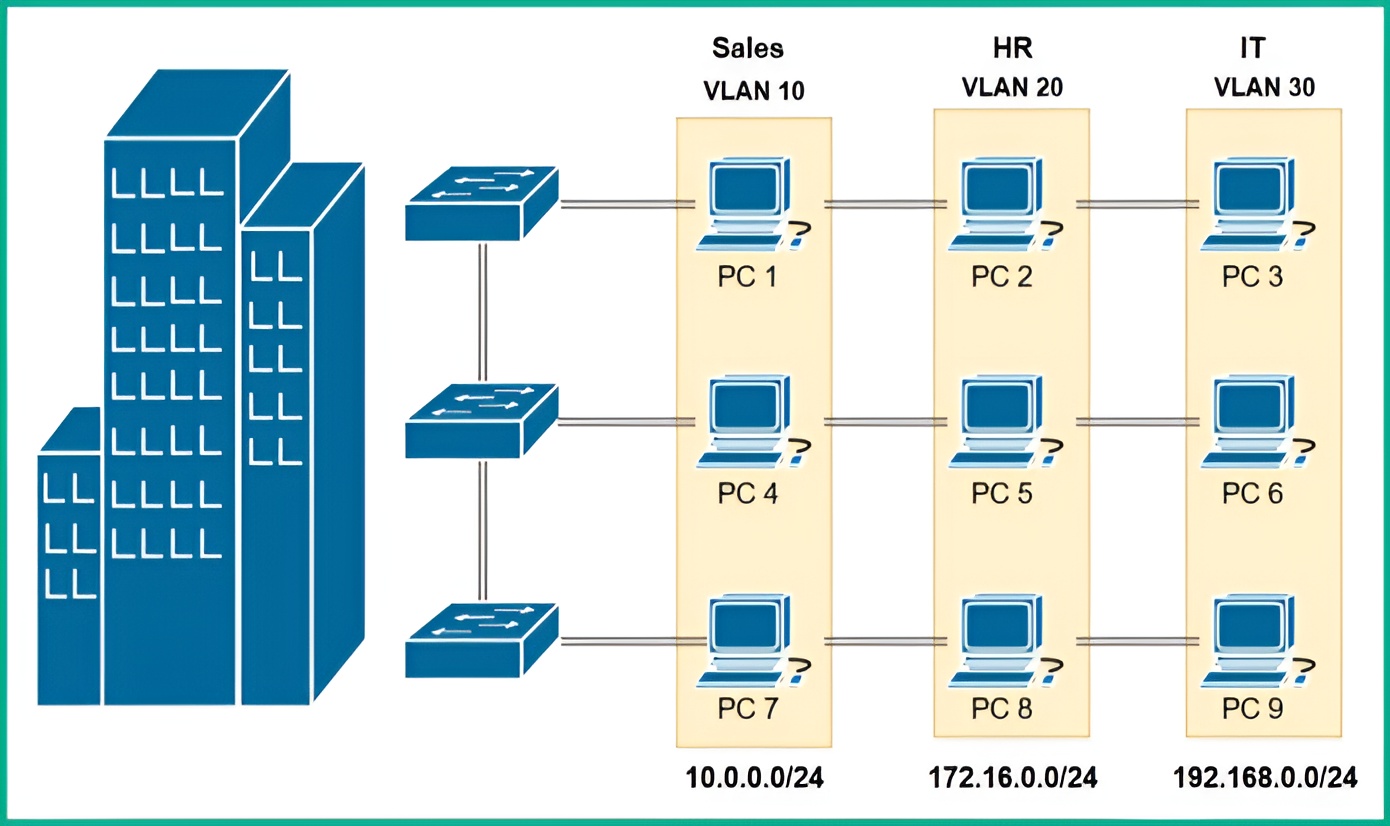 Sales
VLAN 10
HR
VLAN 20
IT
VLAN 30
PC 1
PC 2
PC 3
PC 4
PC 5
PC 6
PC 7
PC 8
PC 9
10.0.0.0/24
172.16.0.0/24
192.168.0.0/24